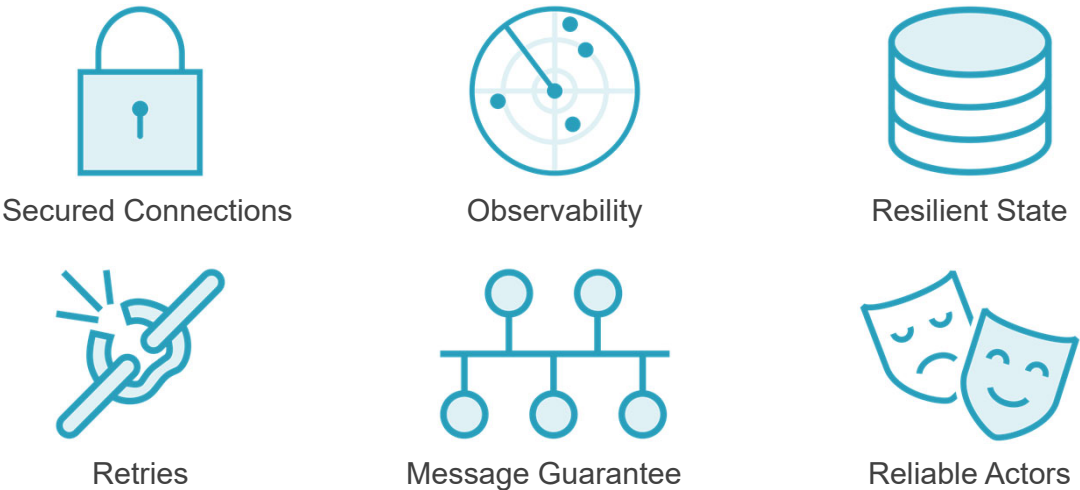 Secured Connections
Observability
Resilient State
Retries
Message Guarantee
Reliable Actors